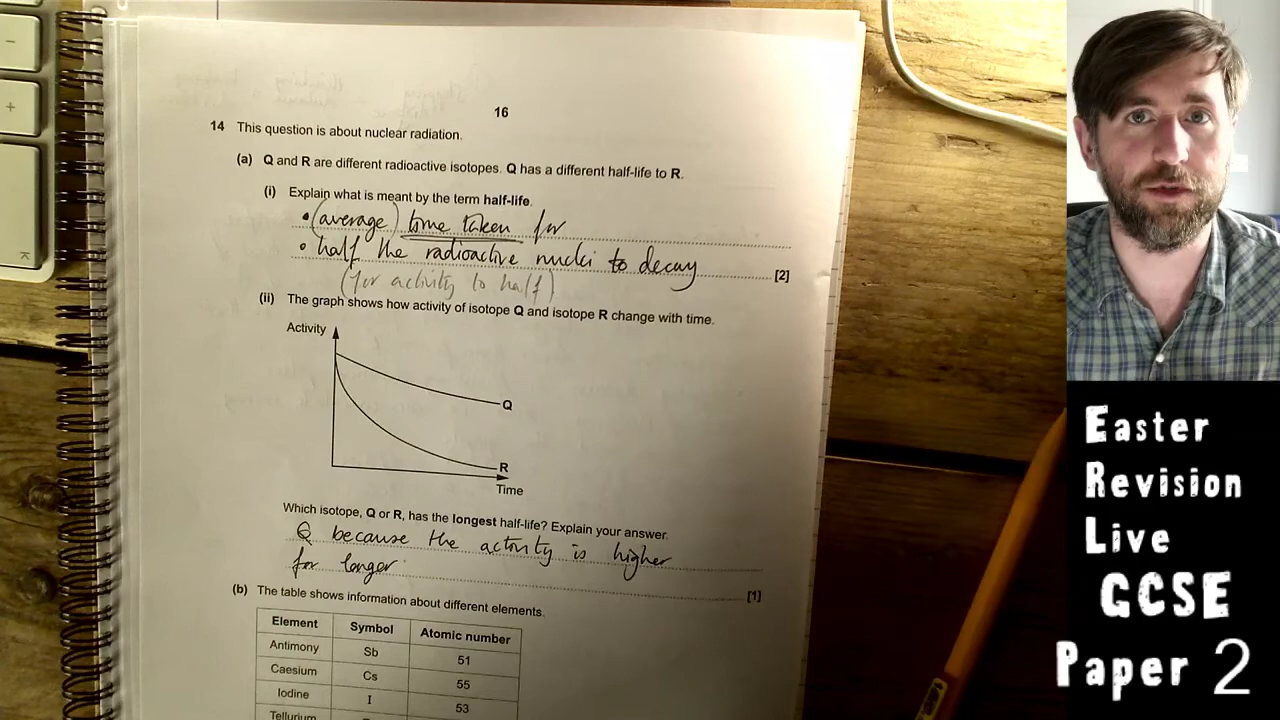 16
14 This question is about nuclear radiation.
(a) Q and R are different radioactive isotopes. Q has a different half-life to R.
(i) Explain what is meant by the term half-life.
• (average) time taken for
• half the radioactive nuclei to decay [2]
(for activity to half)
(ii) The graph shows how activity of isotope Q and isotope R change with time.
Activity
Q
R
Time
Which isotope, Q or R, has the longest half-life? Explain your answer.
Q because the activity is higher
for longer. [1]
(b) The table shows information about different elements.
Element Symbol Atomic number
Antimony Sb 51
Caesium Cs 55
Iodine I 53
Tellurium
Easter
Revision
Live
GCSE
Paper 2